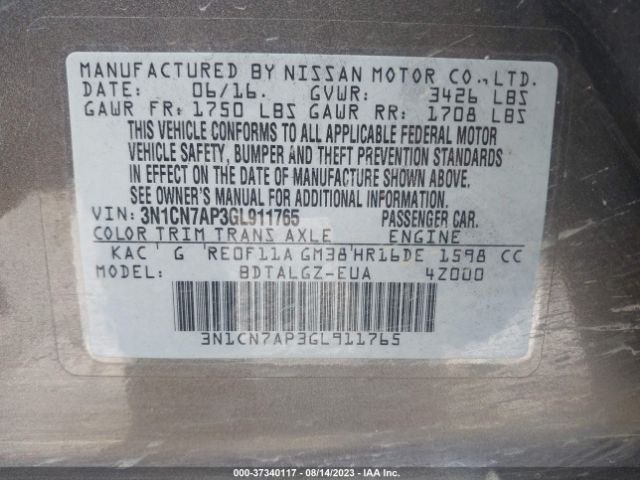 MANUFACTURED BY NISSAN MOTOR CO.,LTD.
DATE: 06/16. GVWR: 3426 LBS
GAWR FR: 1750 LBS GAWR RR: 1708 LBS
THIS VEHICLE CONFORMS TO ALL APPLICABLE FEDERAL MOTOR
VEHICLE SAFETY, BUMPER AND THEFT PREVENTION STANDARDS
IN EFFECT ON THE DATE OF MANUFACTURE SHOWN ABOVE.
SEE OWNER'S MANUAL FOR ADDITIONAL INFORMATION.
VIN: 3N1CN7AP3GL911765 PASSENGER CAR.
COLOR TRIM TRANS AXLE ENGINE
KAC ' G 'RE0F11A GM38'HR16DE 1598 CC
MODEL: BDTALGZ-EUA 4Z000
3N1CN7AP3GL911765
000-37340117 - 08/14/2023 - IAA Inc.